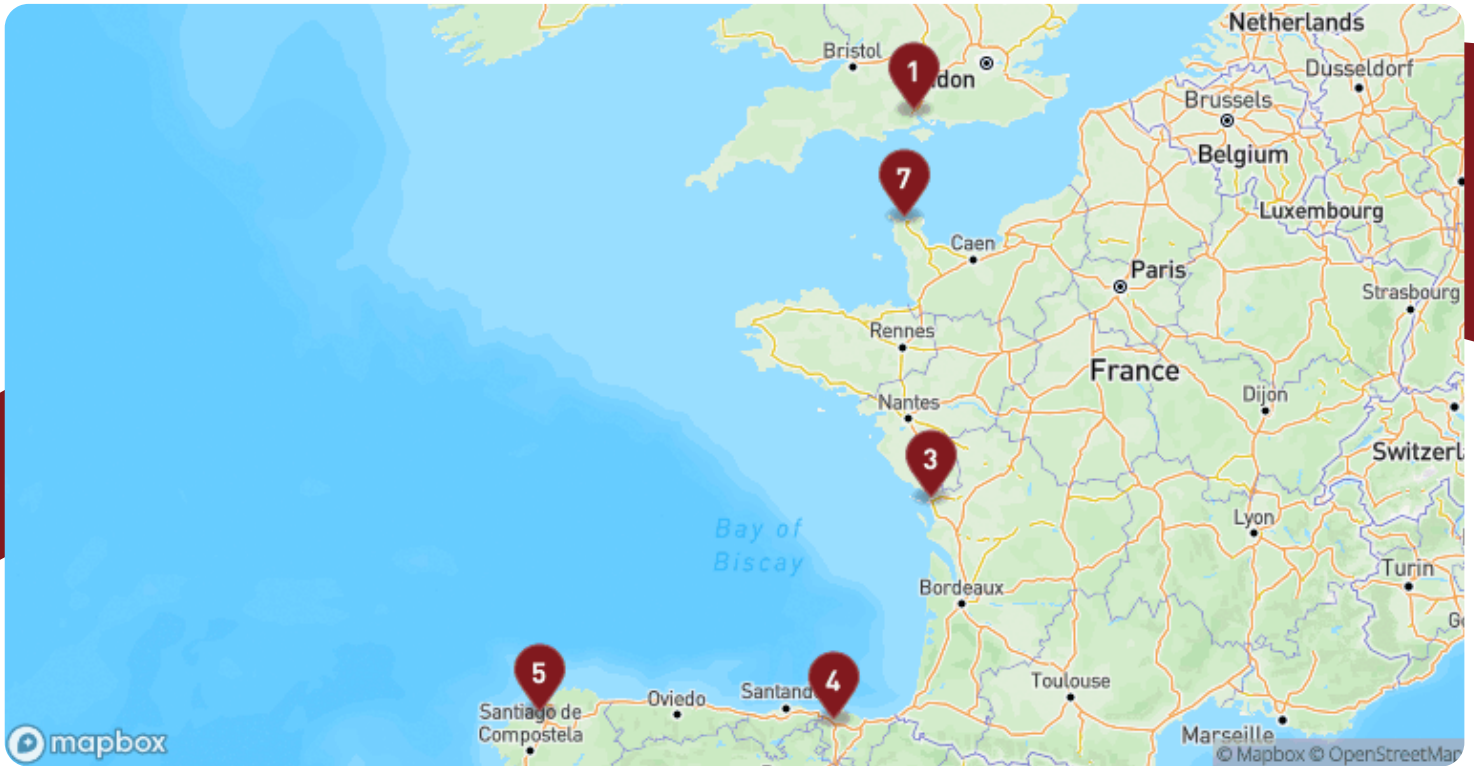 Netherlands
Bristol
1
don
Dusseldorf
Brussels
Belgium
7
Luxembourg
Caen
Paris
Strasbourg
Rennes
France
Dijon
Nantes
3
Switzerl
Bay of
Biscay
Lyon
Turin
Bordeaux
5
4
Toulouse
Santiago de
Compostela
Oviedo
Santand
Marseille
mapbox
© Mapbox © OpenStreetMap